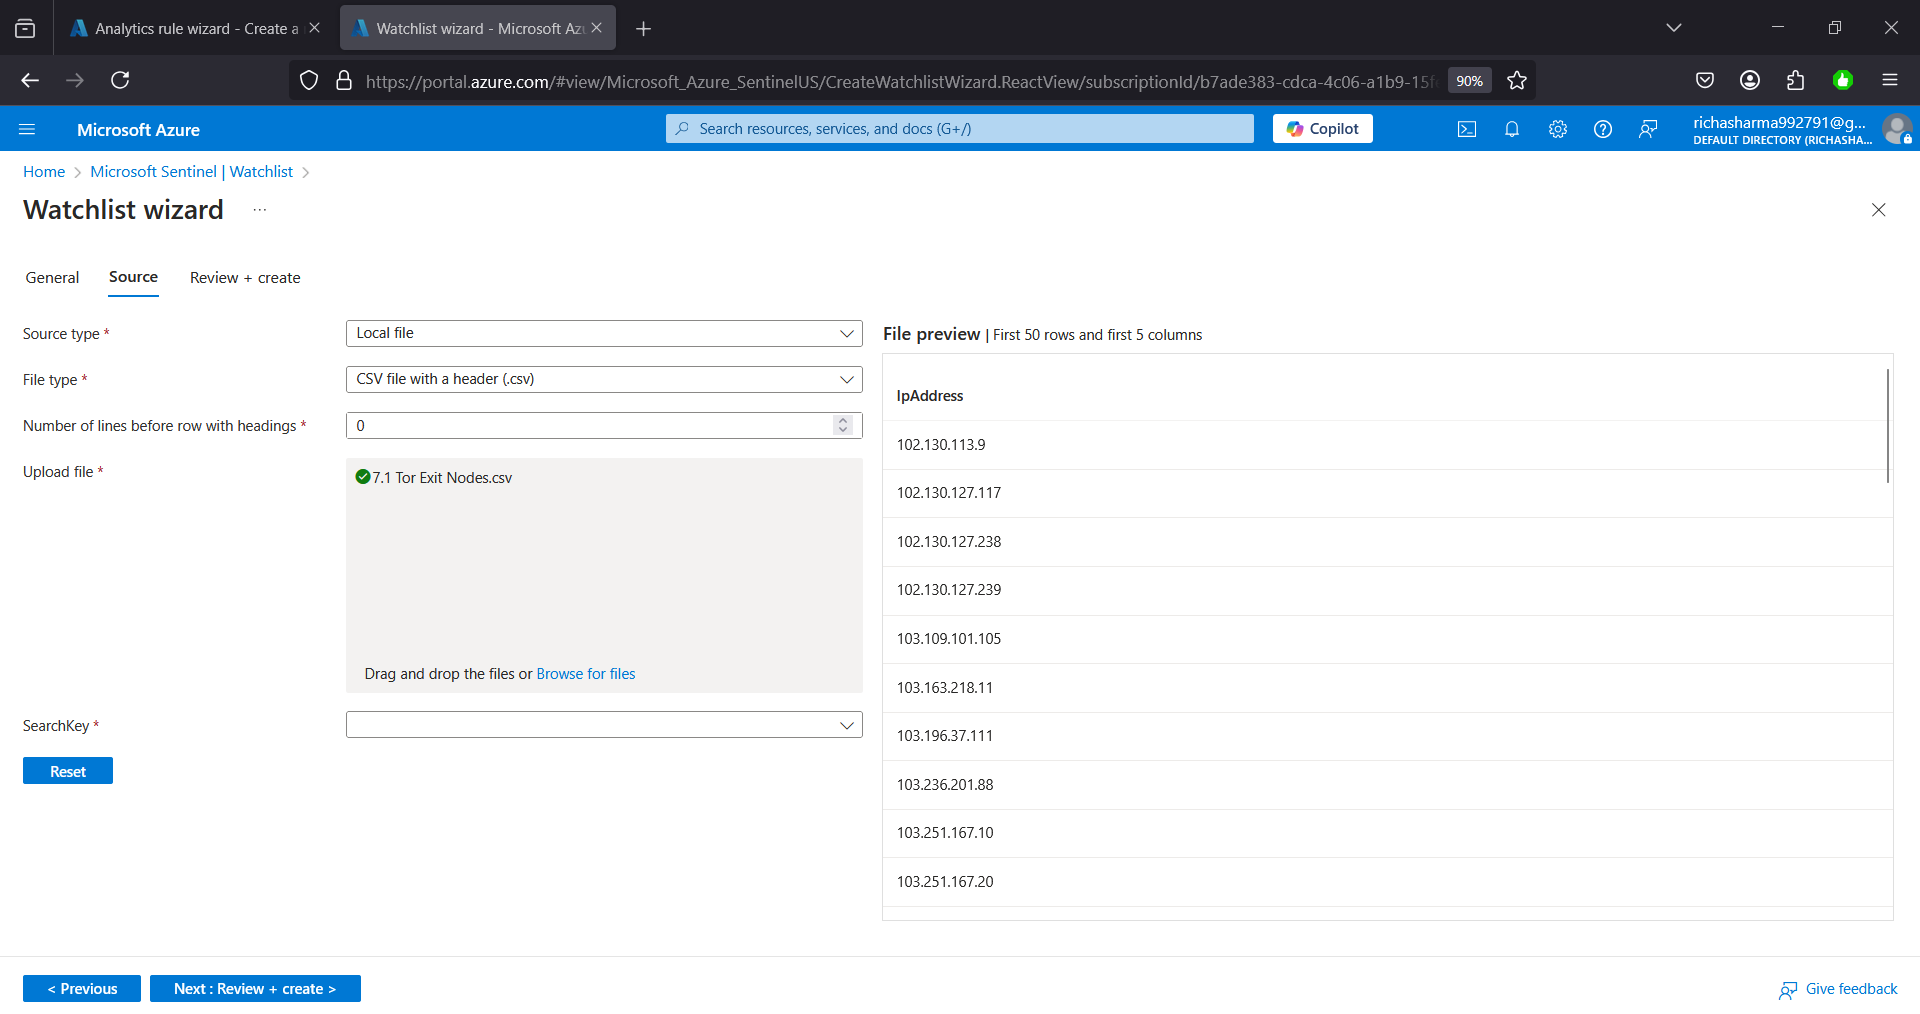 Analytics rule wizard - Create a
Watchlist wizard - Microsoft Az
https://portal.azure.com/#view/Microsoft_Azure_SentinelUS/CreateWatchlistWizard.ReactView/subscriptionId/b7ade383-cdca-4c06-a1b9-15f
90%
Microsoft Azure
Search resources, services, and docs (G+/)
Copilot
richasharma992791@g...
DEFAULT DIRECTORY (RICHASHA...
Home > Microsoft Sentinel | Watchlist >
Watchlist wizard ...
General
Source
Review + create
Source type *
Local file
File type *
CSV file with a header (.csv)
Number of lines before row with headings *
0
Upload file *
7.1 Tor Exit Nodes.csv
Drag and drop the files or Browse for files
SearchKey *
Reset
File preview | First 50 rows and first 5 columns
IpAddress
102.130.113.9
102.130.127.117
102.130.127.238
102.130.127.239
103.109.101.105
103.163.218.11
103.196.37.111
103.236.201.88
103.251.167.10
103.251.167.20
< Previous
Next : Review + create >
Give feedback